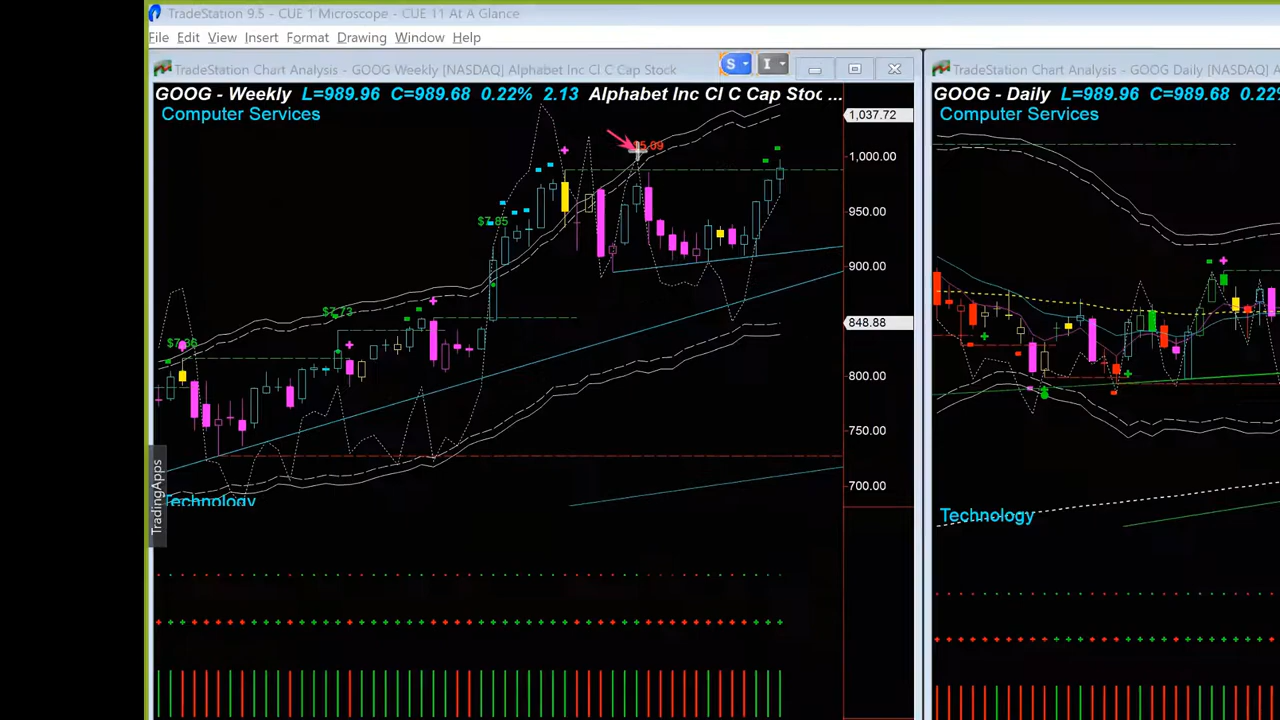 TradeStation 9.5 - CUE 1 Microscope - CUE 11 At A Glance
File Edit View Insert Format Drawing Window Help
TradeStation Chart Analysis - GOOG Weekly [NASDAQ] Alphabet Inc Cl C Cap Stock
S
I
TradeStation Chart Analysis - GOOG Daily [NASDAQ] A
GOOG - Weekly L=989.96 C=989.68 0.22% 2.13 Alphabet Inc Cl C Cap Stoc ...
GOOG - Daily L=989.96 C=989.68 0.22
Computer Services
Computer Services
1,037.72
1,000.00
950.00
900.00
848.88
800.00
750.00
700.00
5.09
$7.73
TradingApps
Technology
Technology